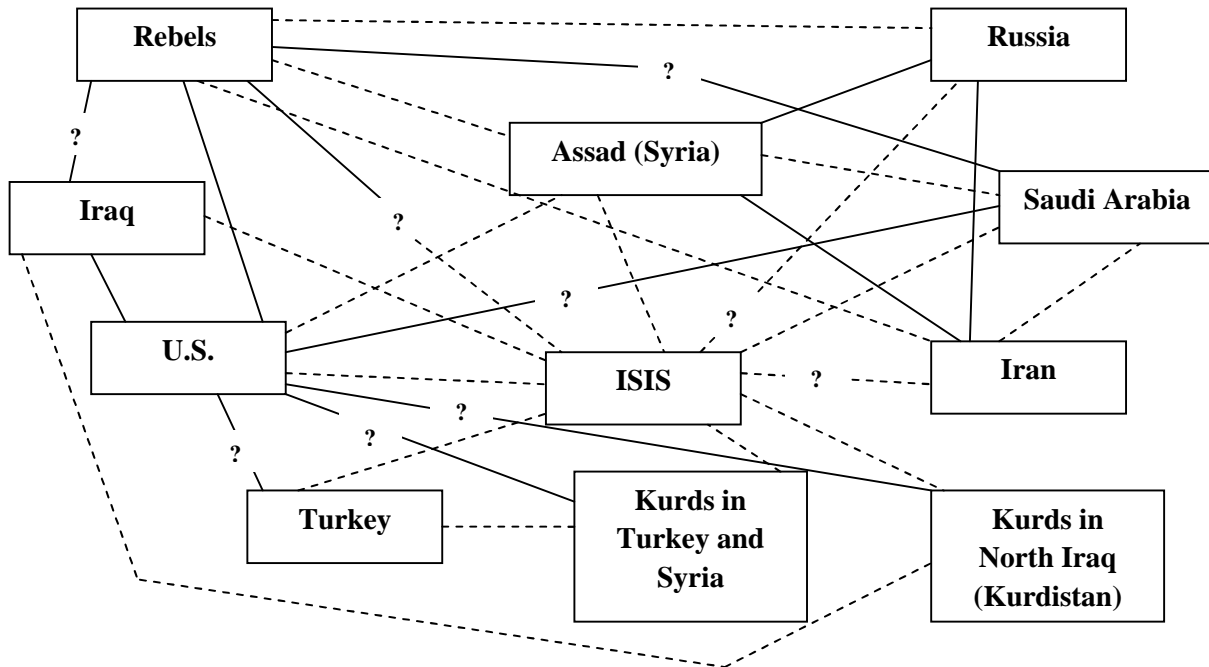 Rebels
Russia
?
?
Assad (Syria)
Iraq
Saudi Arabia
?
?
U.S.
?
ISIS
?
Iran
?
?
?
Turkey
Kurds in
Turkey and
Syria
Kurds in
North Iraq
(Kurdistan)